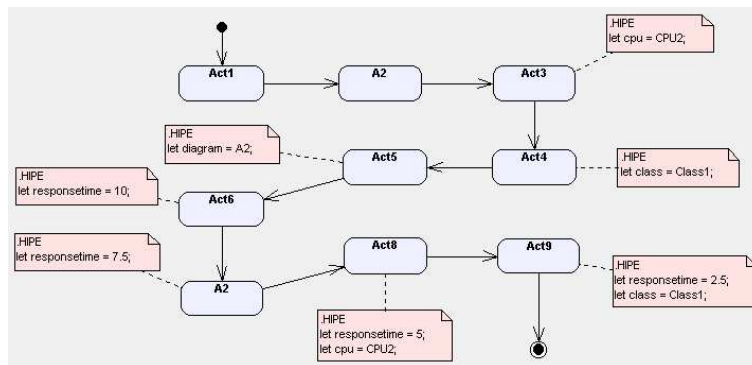 .HIPE
let cpu = CPU2;
Act1
A2
Act3
.HIPE
let diagram = A2;
Act5
Act4
.HIPE
let class = Class1;
.HIPE
let responsetime = 10;
Act6
.HIPE
let responsetime = 7.5;
A2
Act8
Act9
.HIPE
let responsetime = 2.5;
let class = Class1;
.HIPE
let responsetime = 5;
let cpu = CPU2;